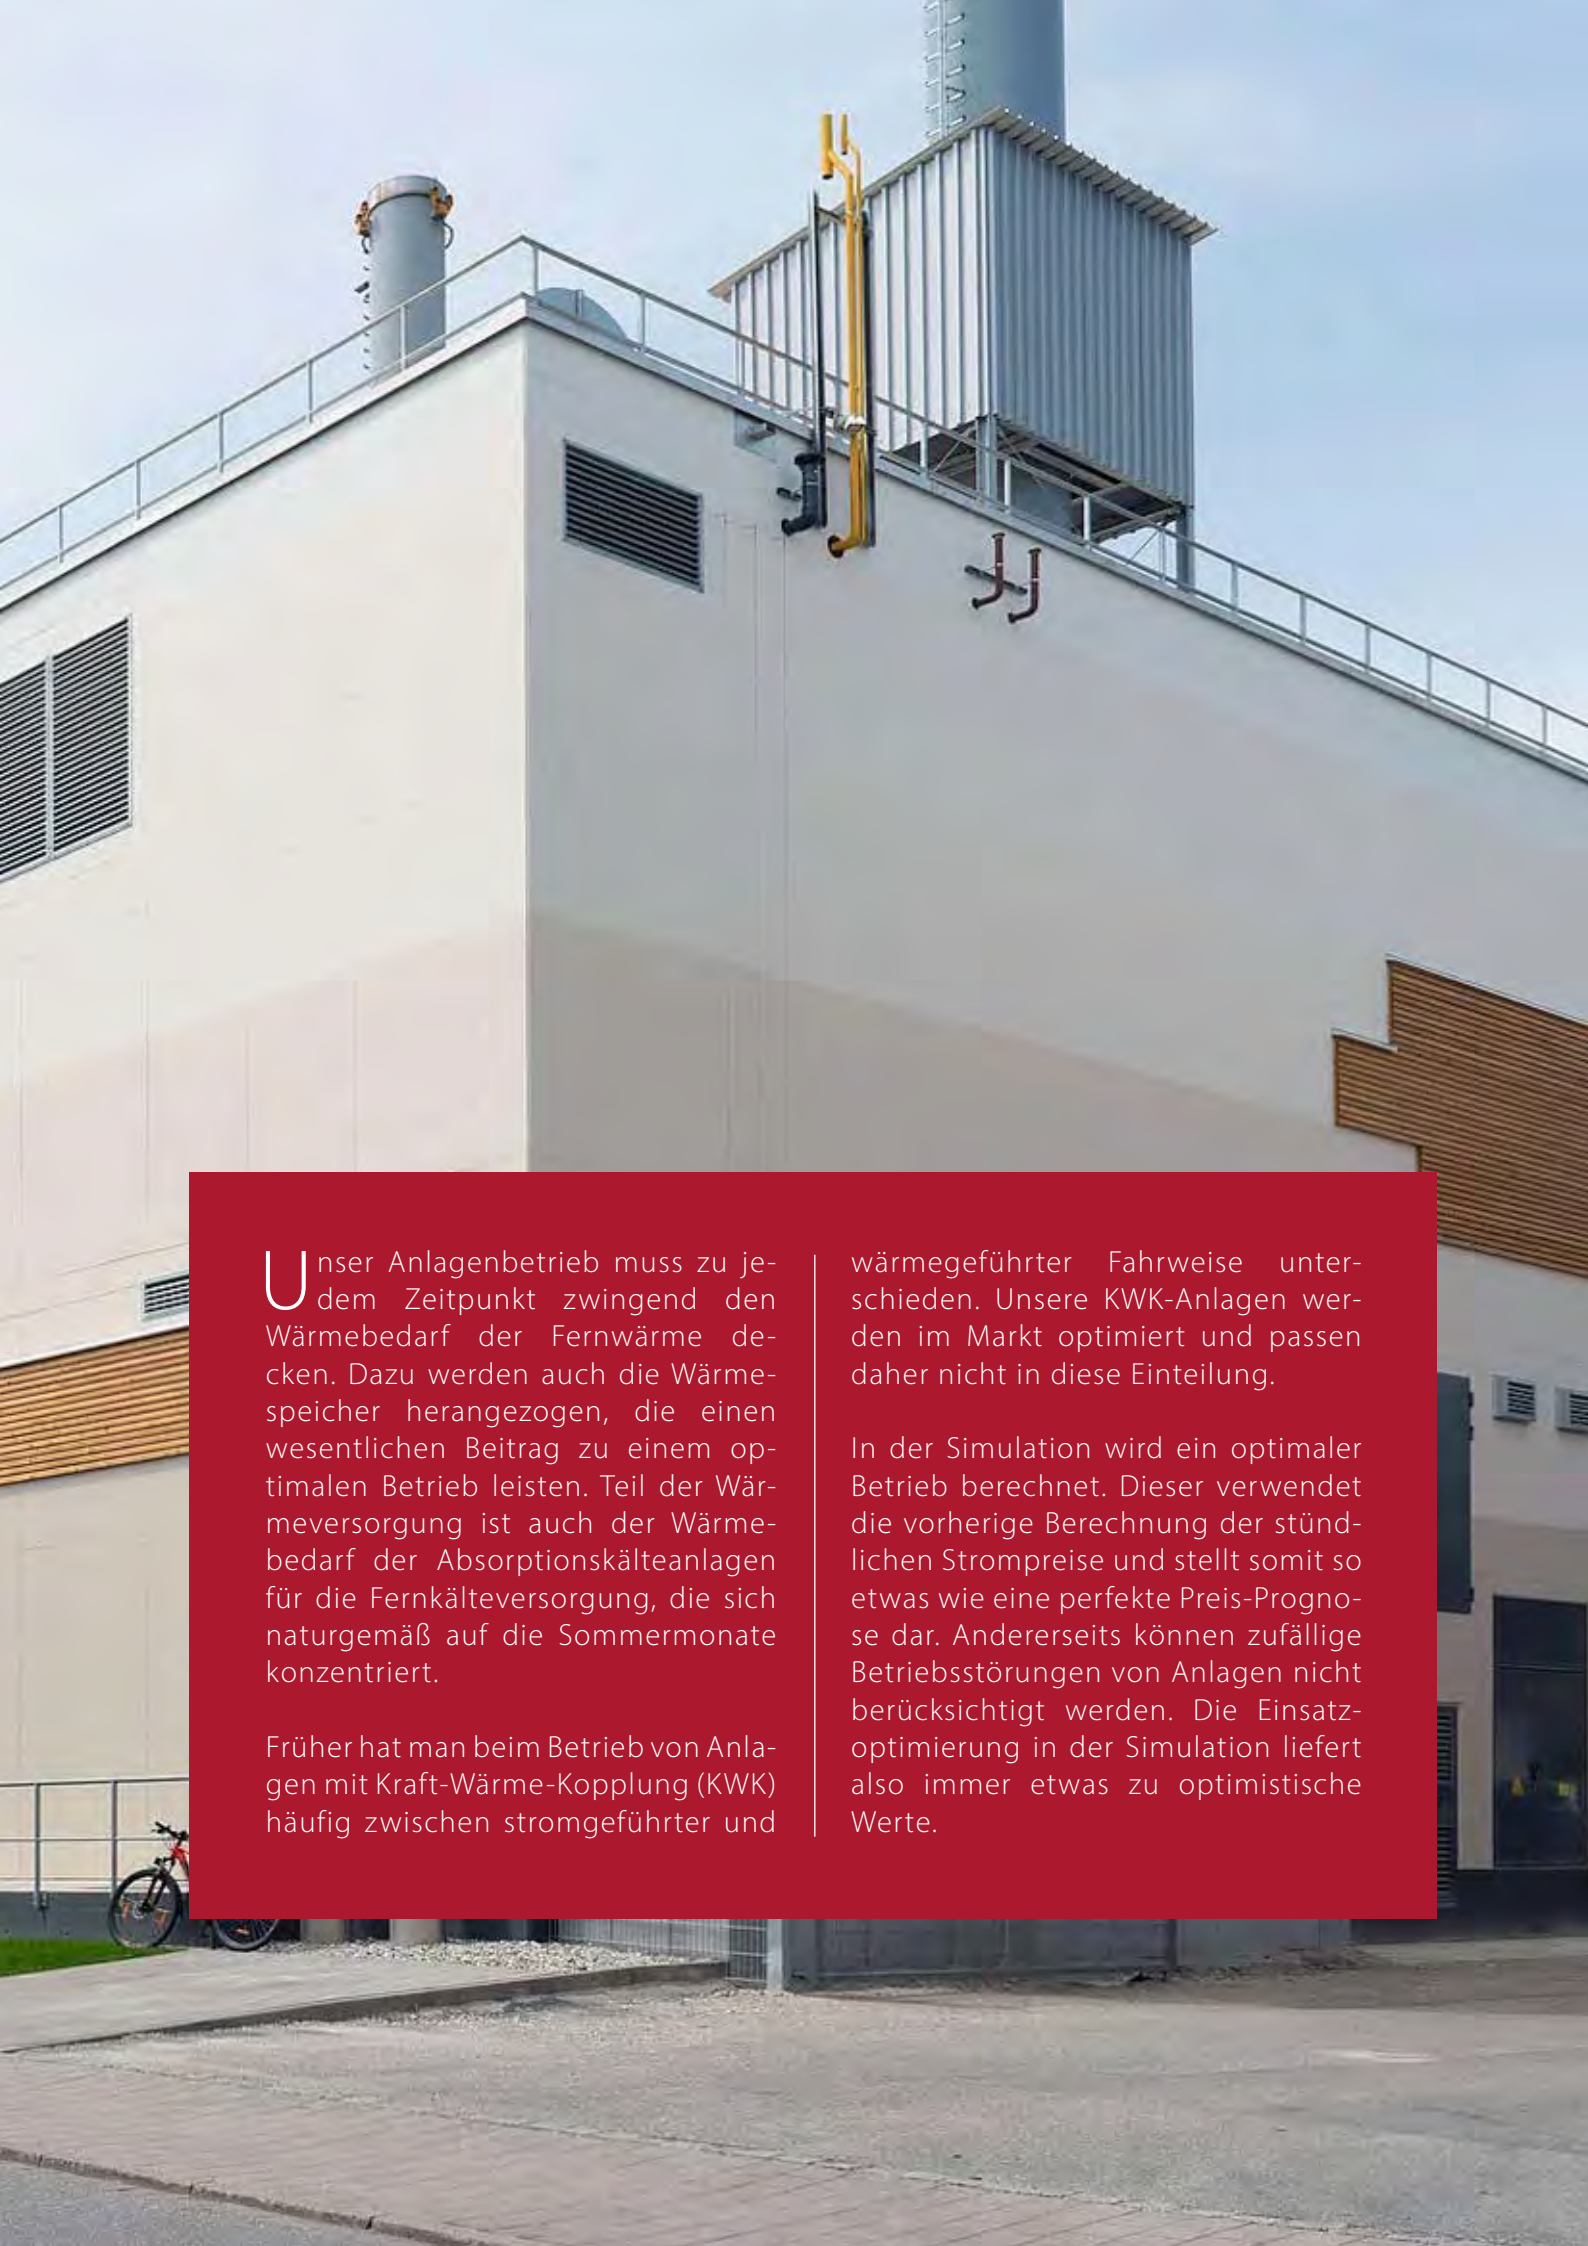 Unser Anlagenbetrieb muss zu je-
dem Zeitpunkt zwingend den
Wärmebedarf der Fernwärme de-
cken. Dazu werden auch die Wärme-
speicher herangezogen, die einen
wesentlichen Beitrag zu einem op-
timalen Betrieb leisten. Teil der Wär-
meversorgung ist auch der Wärme-
bedarf der Absorptionskälteanlagen
für die Fernkälteversorgung, die sich
naturgemäß auf die Sommermonate
konzentriert.
Früher hat man beim Betrieb von Anla-
gen mit Kraft-Wärme-Kopplung (KWK)
häufig zwischen stromgeführter und
wärmegeführter Fahrweise unter-
schieden. Unsere KWK-Anlagen wer-
den im Markt optimiert und passen
daher nicht in diese Einteilung.
In der Simulation wird ein optimaler
Betrieb berechnet. Dieser verwendet
die vorherige Berechnung der stünd-
lichen Strompreise und stellt somit so
etwas wie eine perfekte Preis-Progno-
se dar. Andererseits können zufällige
Betriebsstörungen von Anlagen nicht
berücksichtigt werden. Die Einsatz-
optimierung in der Simulation liefert
also immer etwas zu optimistische
Werte.